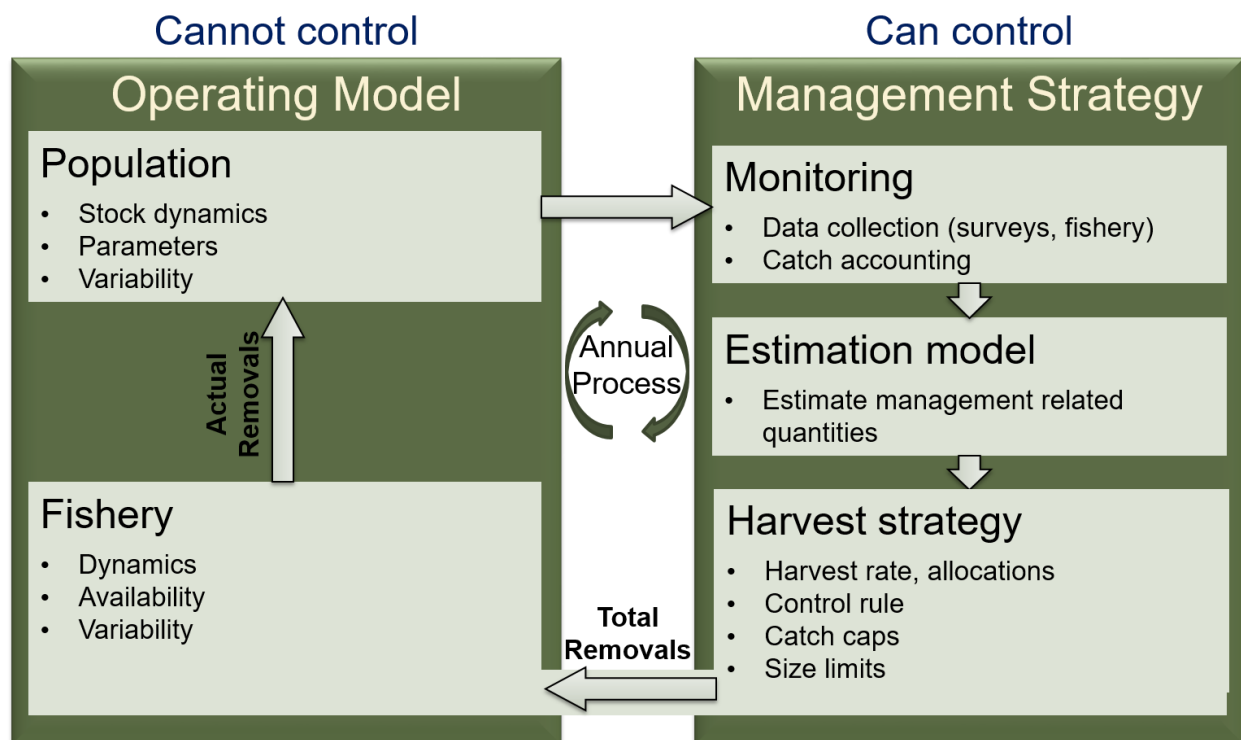 Cannot control
Operating Model
Population
• Stock dynamics
• Parameters
• Variability
Actual
Removals
Fishery
• Dynamics
• Availability
• Variability
Annual
Process
Total
Removals
Can control
Management Strategy
Monitoring
• Data collection (surveys, fishery)
• Catch accounting
Estimation model
• Estimate management related
quantities
Harvest strategy
• Harvest rate, allocations
• Control rule
• Catch caps
• Size limits